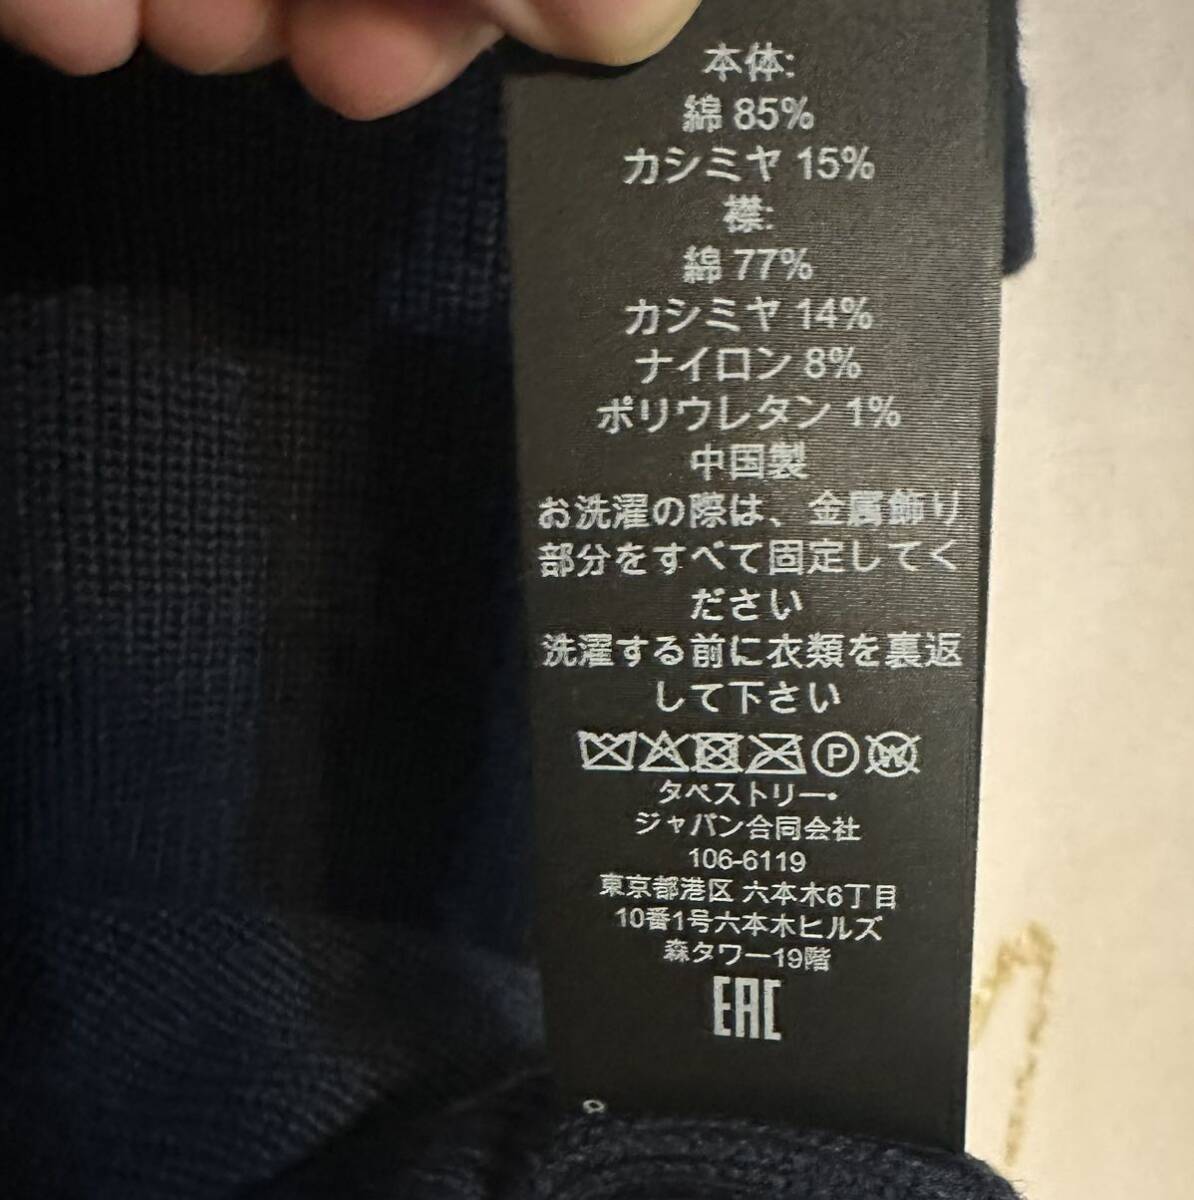 本体:
綿 85%
カシミヤ 15%
襟:
綿 77%
カシミヤ 14%
ナイロン 8%
ポリウレタン 1%
中国製
お洗濯の際は、金属飾り
部分をすべて固定してく
ださい
洗濯する前に衣類を裏返
して下さい
P W
タペストリー・
ジャパン合同会社
106-6119
東京都港区 六本木6丁目
10番1号六本木ヒルズ
森タワー19階
EAC